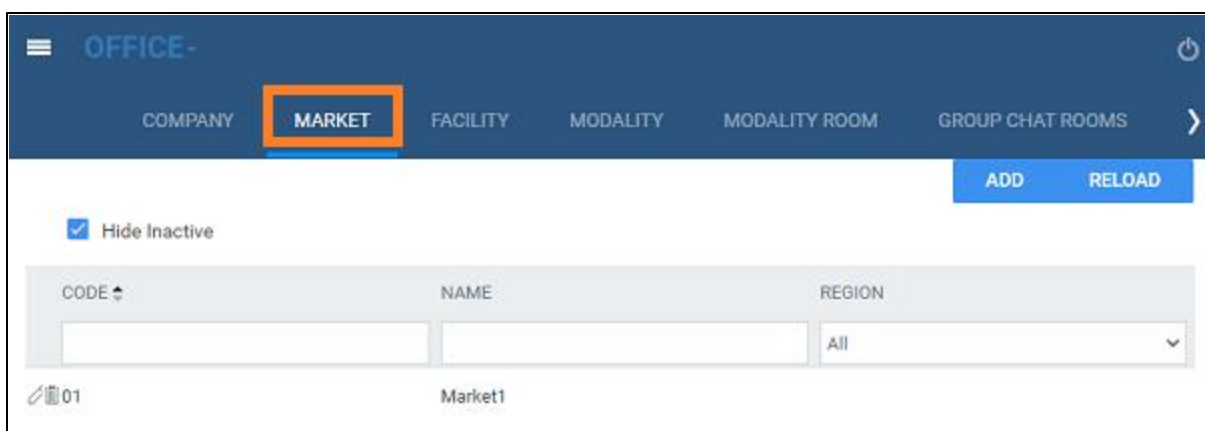 OFFICE-
COMPANY MARKET FACILITY MODALITY MODALITY ROOM GROUP CHAT ROOMS
ADD RELOAD
Hide Inactive
CODE NAME REGION
All
01 Market1